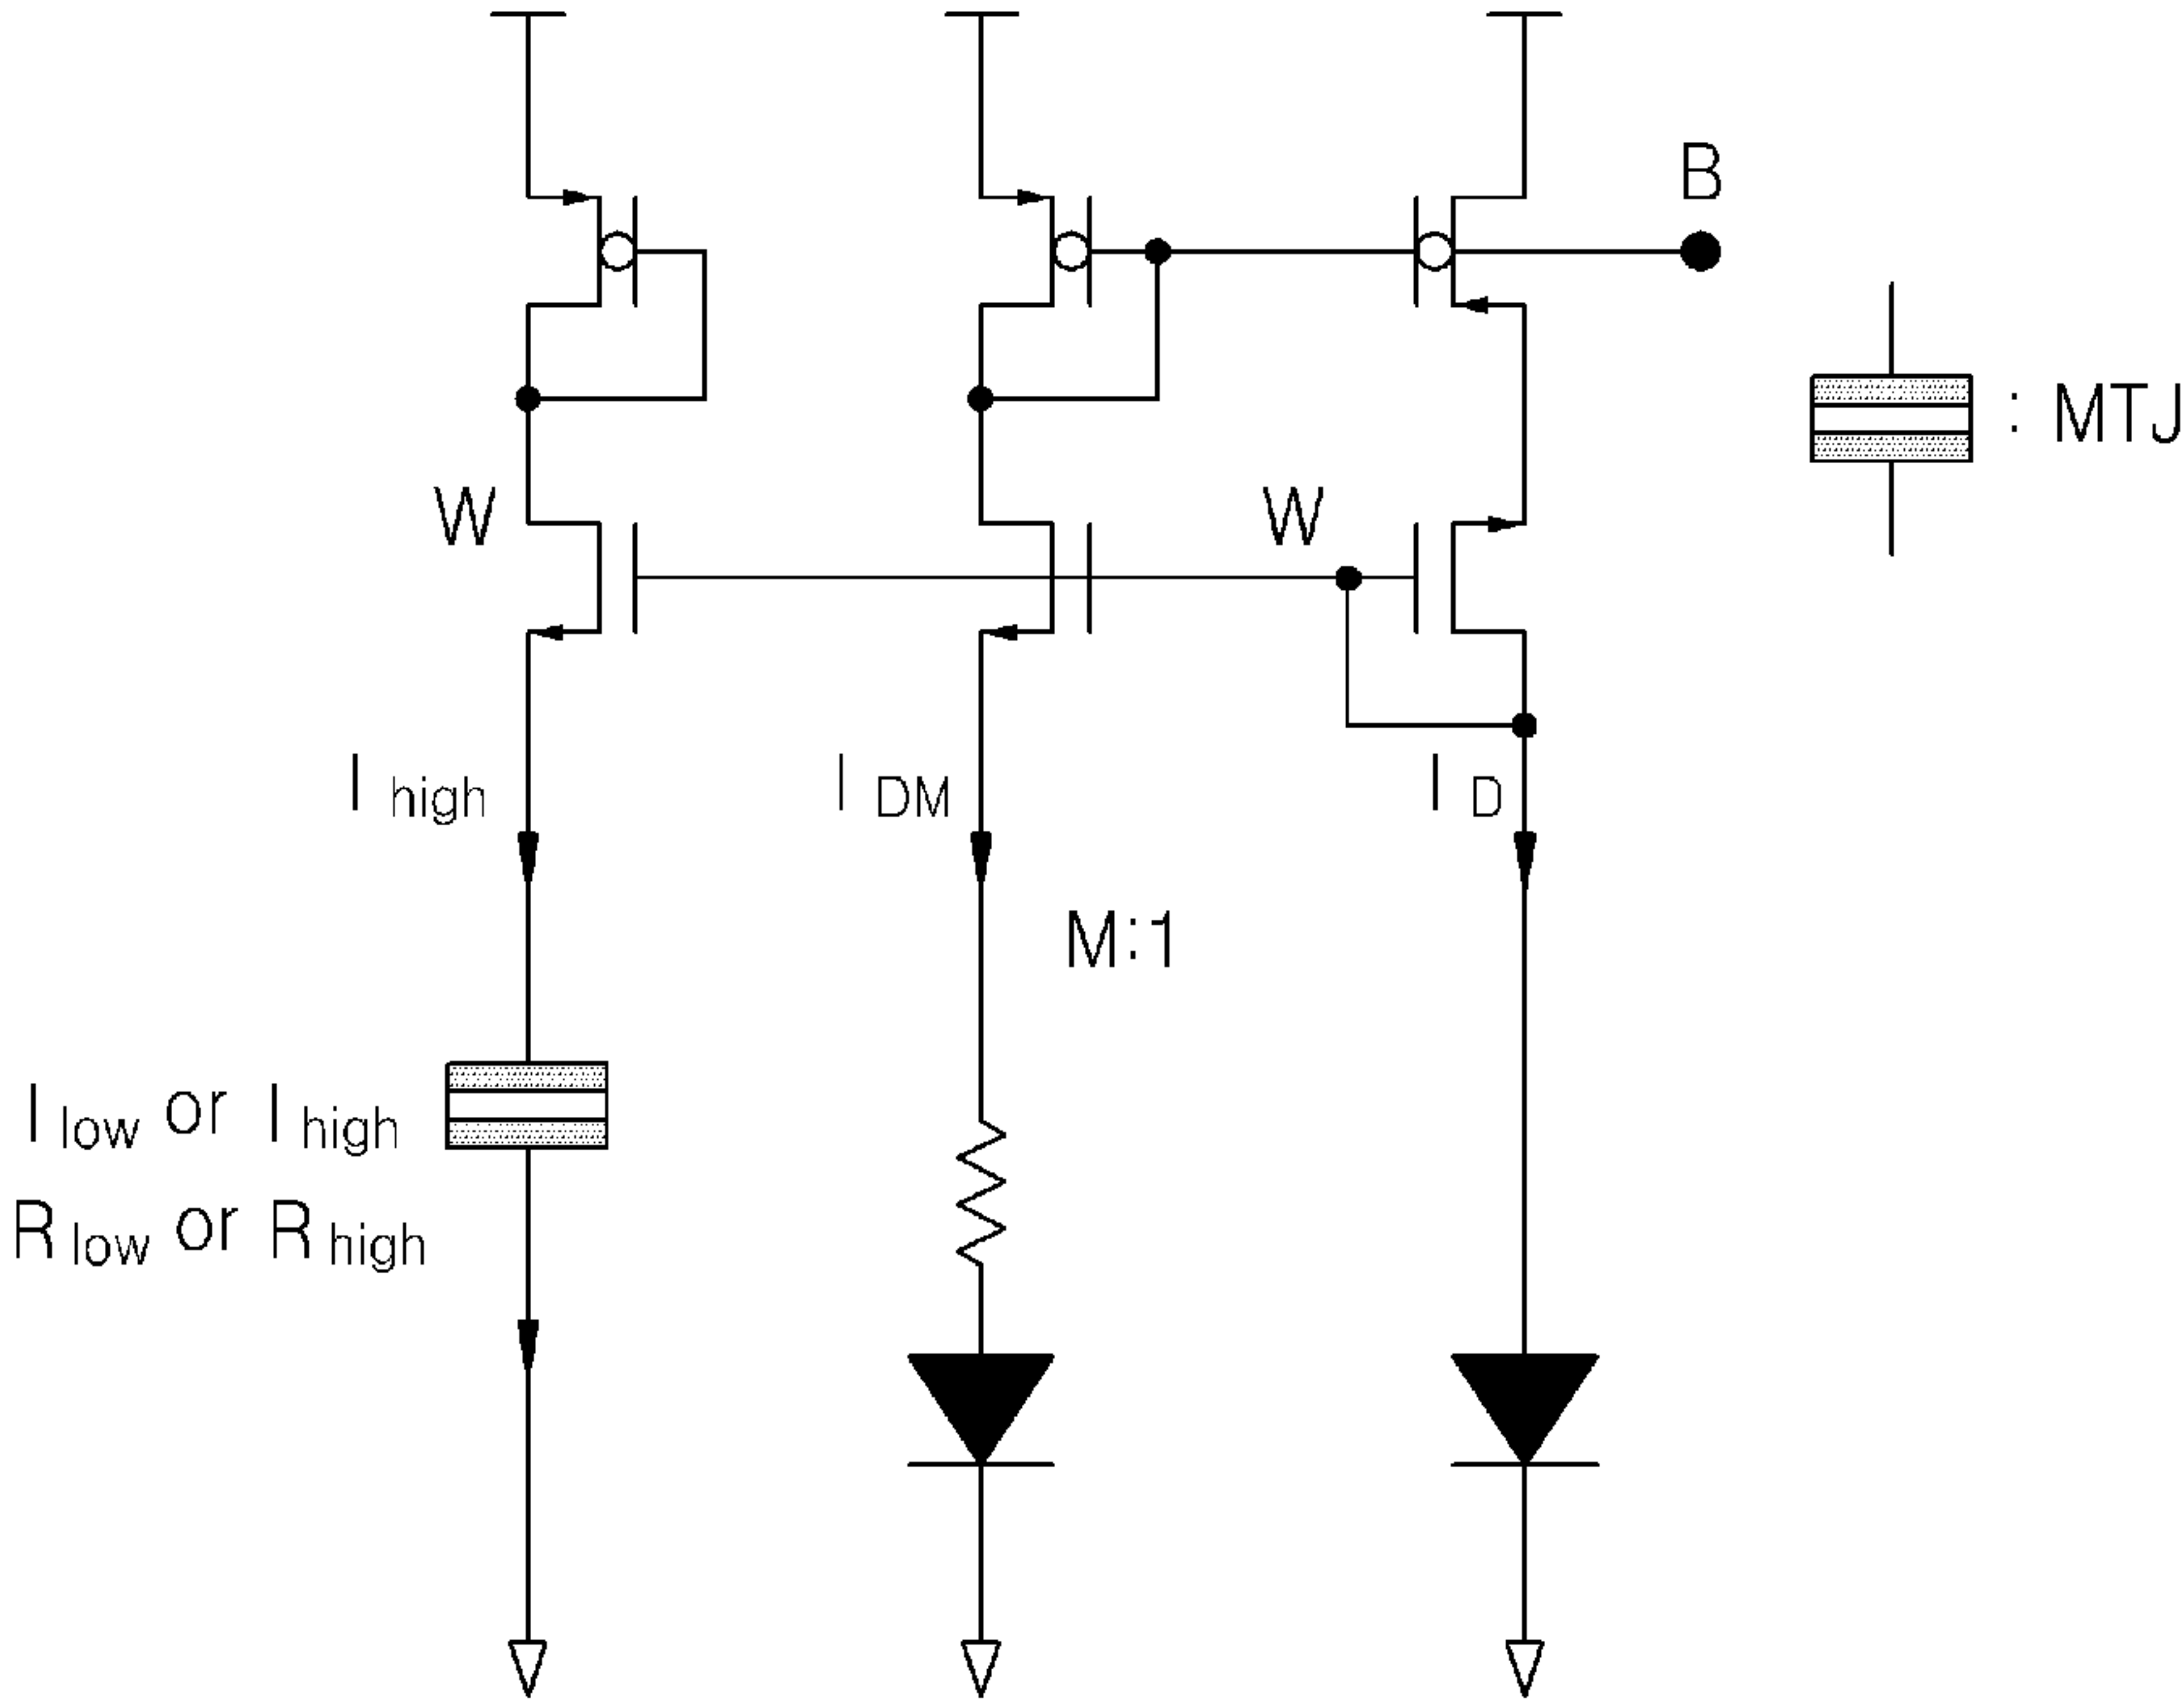 B
: MTJ
W
W
I high
I DM
I D
M:1
I low or I high
R low or R high